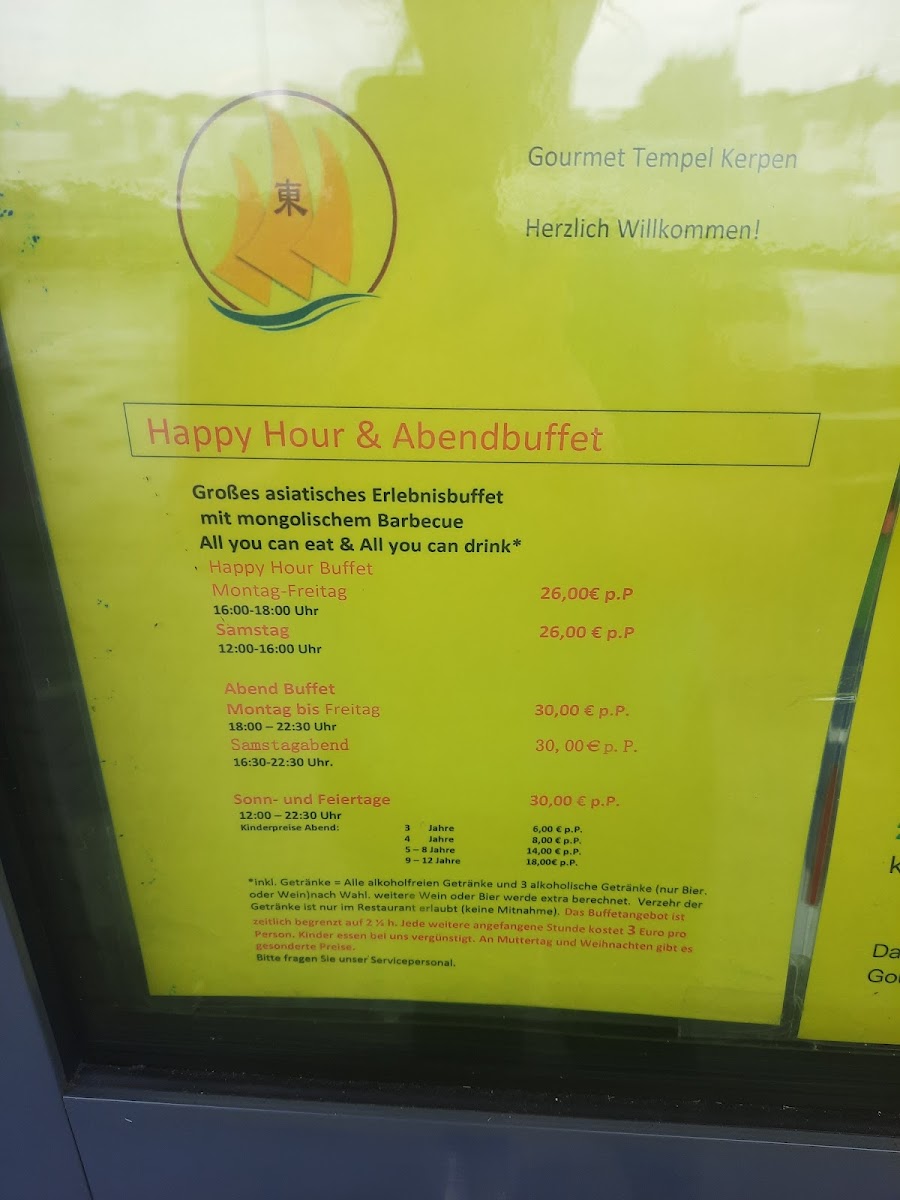 東
Gourmet Tempel Kerpen
Herzlich Willkommen!
Happy Hour & Abendbuffet
Großes asiatisches Erlebnisbuffet
mit mongolischem Barbecue
All you can eat & All you can drink*
Happy Hour Buffet
Montag-Freitag 26,00€ p.P
16:00-18:00 Uhr
Samstag 26,00 € p.P
12:00-16:00 Uhr
Abend Buffet
Montag bis Freitag 30,00 € p.P.
18:00 – 22:30 Uhr
Samstagabend 30, 00€ p. P.
16:30-22:30 Uhr.
Sonn- und Feiertage 30,00 € p.P.
12:00 – 22:30 Uhr
Kinderpreise Abend: 3 Jahre 6,00 € p.P.
4 Jahre 8,00 € p.P.
5 – 8 Jahre 14,00 € p.P.
9 – 12 Jahre 18,00€ p.P.
*inkl. Getränke = Alle alkoholfreien Getränke und 3 alkoholische Getränke (nur Bier.
oder Wein)nach Wahl. weitere Wein oder Bier werde extra berechnet. Verzehr der
Getränke ist nur im Restaurant erlaubt (keine Mitnahme). Das Buffetangebot ist
zeitlich begrenzt auf 2 ½ h. Jede weitere angefangene Stunde kostet 3 Euro pro
Person. Kinder essen bei uns vergünstigt. An Muttertag und Weihnachten gibt es
gesonderte Preise.
Bitte fragen Sie unser Servicepersonal.
Da